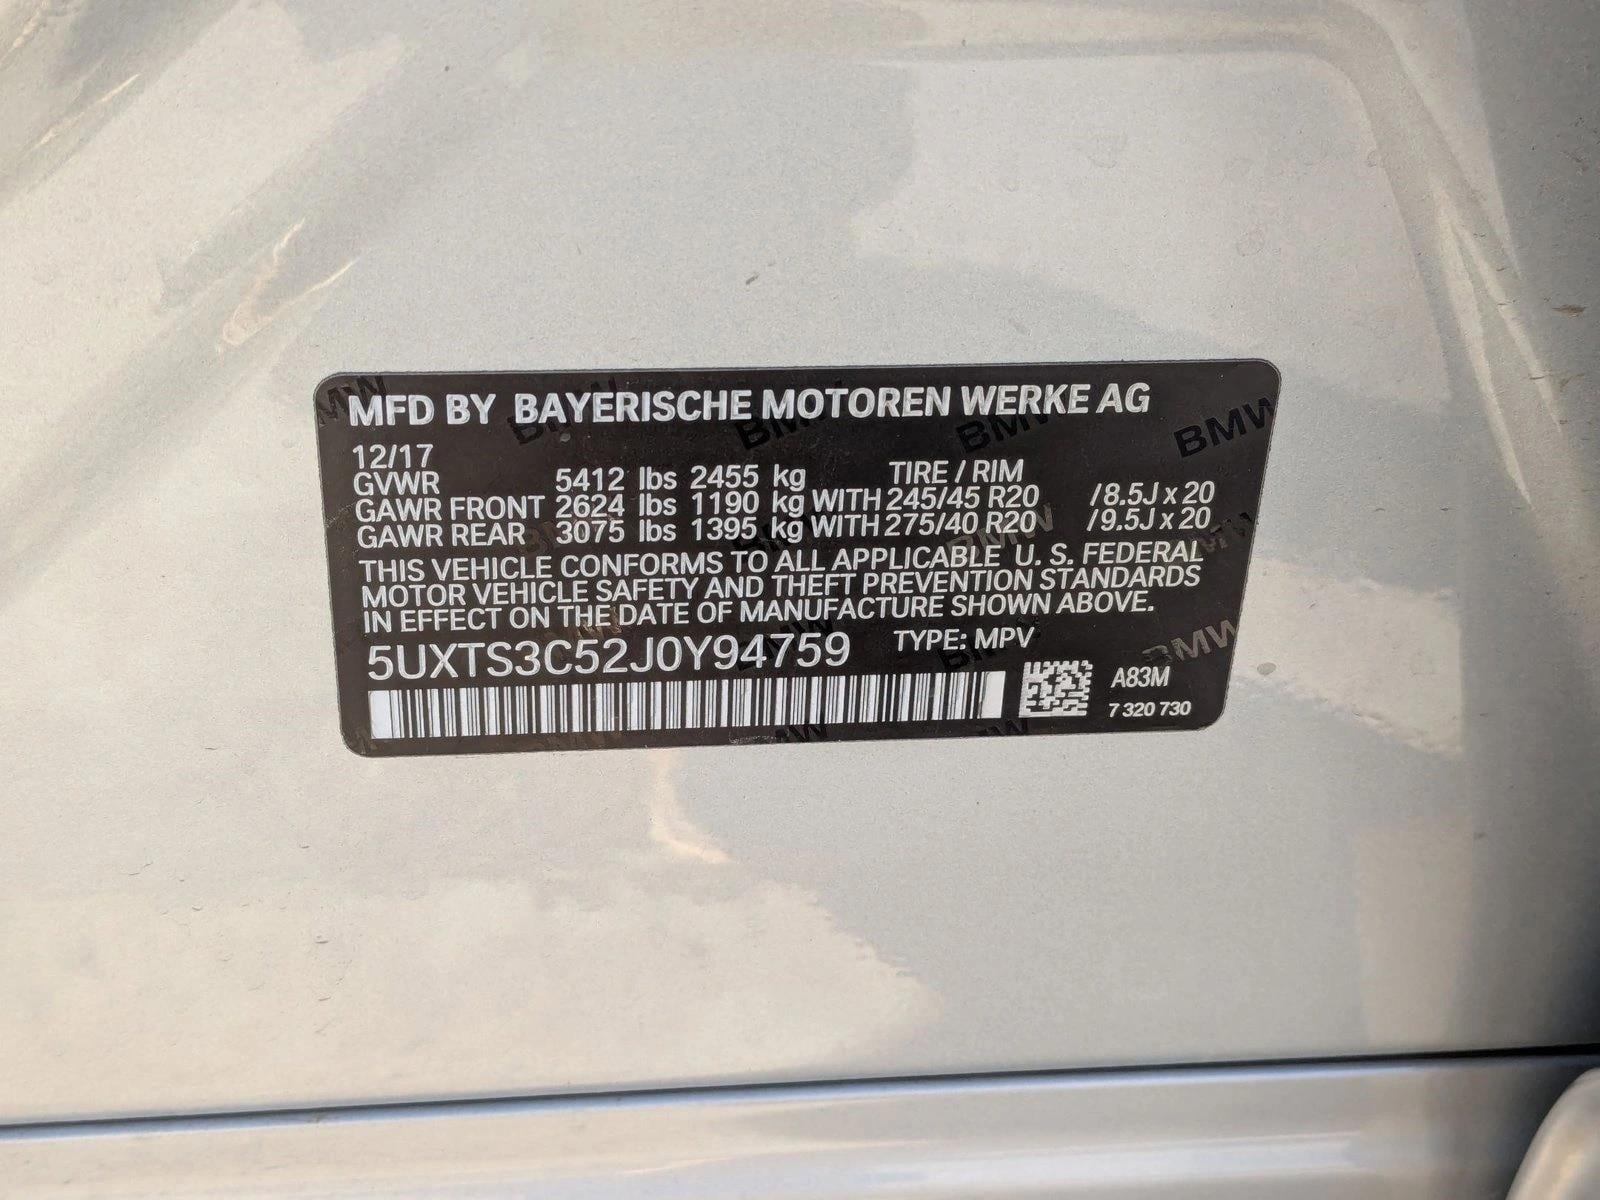 MFD BY BAYERISCHE MOTOREN WERKE AG
12/17
GVWR 5412 lbs 2455 kg TIRE / RIM
GAWR FRONT 2624 lbs 1190 kg WITH 245/45 R20 /8.5J x 20
GAWR REAR 3075 lbs 1395 kg WITH 275/40 R20 /9.5J x 20
THIS VEHICLE CONFORMS TO ALL APPLICABLE U. S. FEDERAL
MOTOR VEHICLE SAFETY AND THEFT PREVENTION STANDARDS
IN EFFECT ON THE DATE OF MANUFACTURE SHOWN ABOVE.
5UXTS3C52J0Y94759 TYPE: MPV
A83M
7 320 730